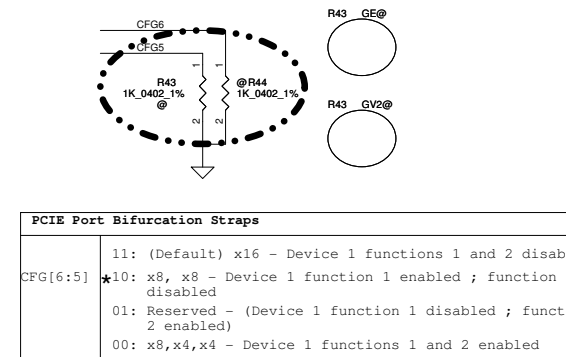 CFG6
CFG5
R43 GE@
1
1
R43
1K_0402_1%
@
@ R44
1K_0402_1%
2
2
R43 GV2@
PCIE Port Bifurcation Straps
CFG[6:5]
11: (Default) x16 - Device 1 functions 1 and 2 disab
*10: x8, x8 - Device 1 function 1 enabled ; function
disabled
01: Reserved - (Device 1 function 1 disabled ; funct
2 enabled)
00: x8,x4,x4 - Device 1 functions 1 and 2 enabled